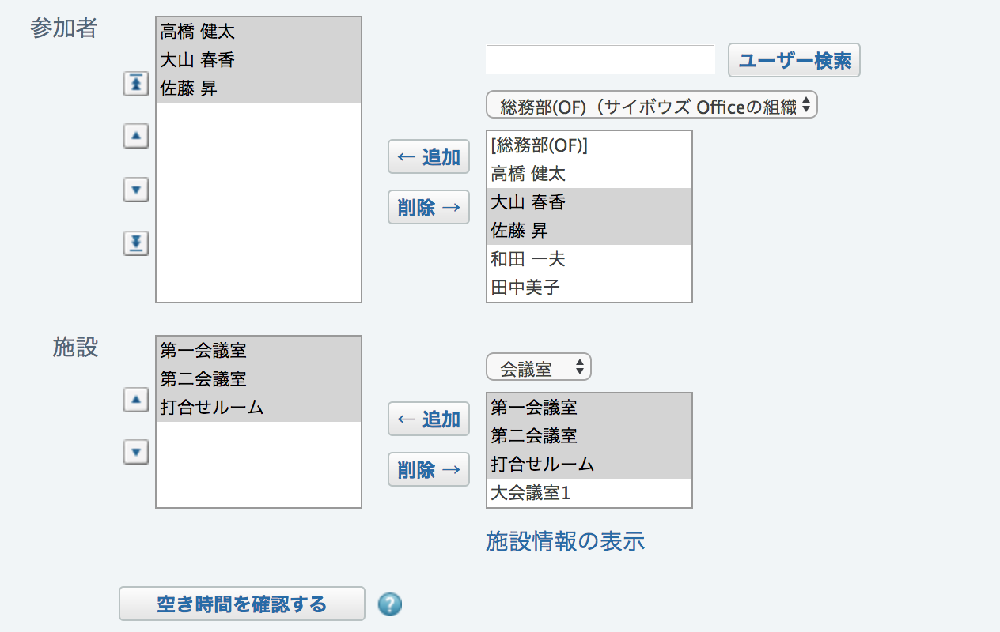 参加者
高橋 健太
大山 春香
佐藤 昇
ユーザー検索
総務部(OF)（サイボウズ Officeの組織
← 追加
削除 →
[総務部(OF)]
高橋 健太
大山 春香
佐藤 昇
和田 一夫
田中美子
施設
第一会議室
第二会議室
打合せルーム
会議室
← 追加
削除 →
第一会議室
第二会議室
打合せルーム
大会議室1
施設情報の表示
空き時間を確認する
?